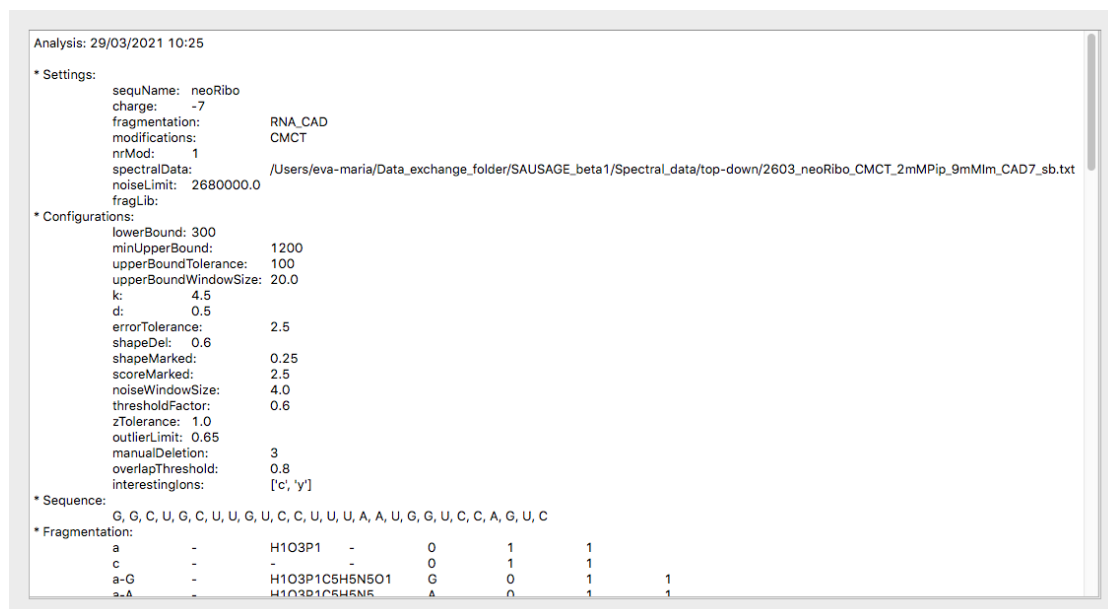 Analysis: 29/03/2021 10:25
* Settings:
sequName: neoRibo
charge: -7
fragmentation: RNA_CAD
modifications: CMCT
nrMod: 1
spectralData: /Users/eva-maria/Data_exchange_folder/SAUSAGE_beta1/Spectral_data/top-down/2603_neoRibo_CMCT_2mMPip_9mMIm_CAD7_sb.txt
noiseLimit: 2680000.0
fragLib:
* Configurations:
lowerBound: 300
minUpperBound: 1200
upperBoundTolerance: 100
upperBoundWindowSize: 20.0
k: 4.5
d: 0.5
errorTolerance: 2.5
shapeDel: 0.6
shapeMarked: 0.25
scoreMarked: 2.5
noiseWindowSize: 4.0
thresholdFactor: 0.6
zTolerance: 1.0
outlierLimit: 0.65
manualDeletion: 3
overlapThreshold: 0.8
interestingIons: ['c', 'y']
* Sequence:
G, G, C, U, G, C, U, U, G, U, C, C, U, U, U, A, A, U, G, G, U, C, C, A, G, U, C
* Fragmentation:
a - H1O3P1 - 0 1 1
c - - - 0 1 1
a-G - H1O3P1C5H5N5O1 G 0 1 1
a-A - H1O3P1C5H5N5 A 0 1 1